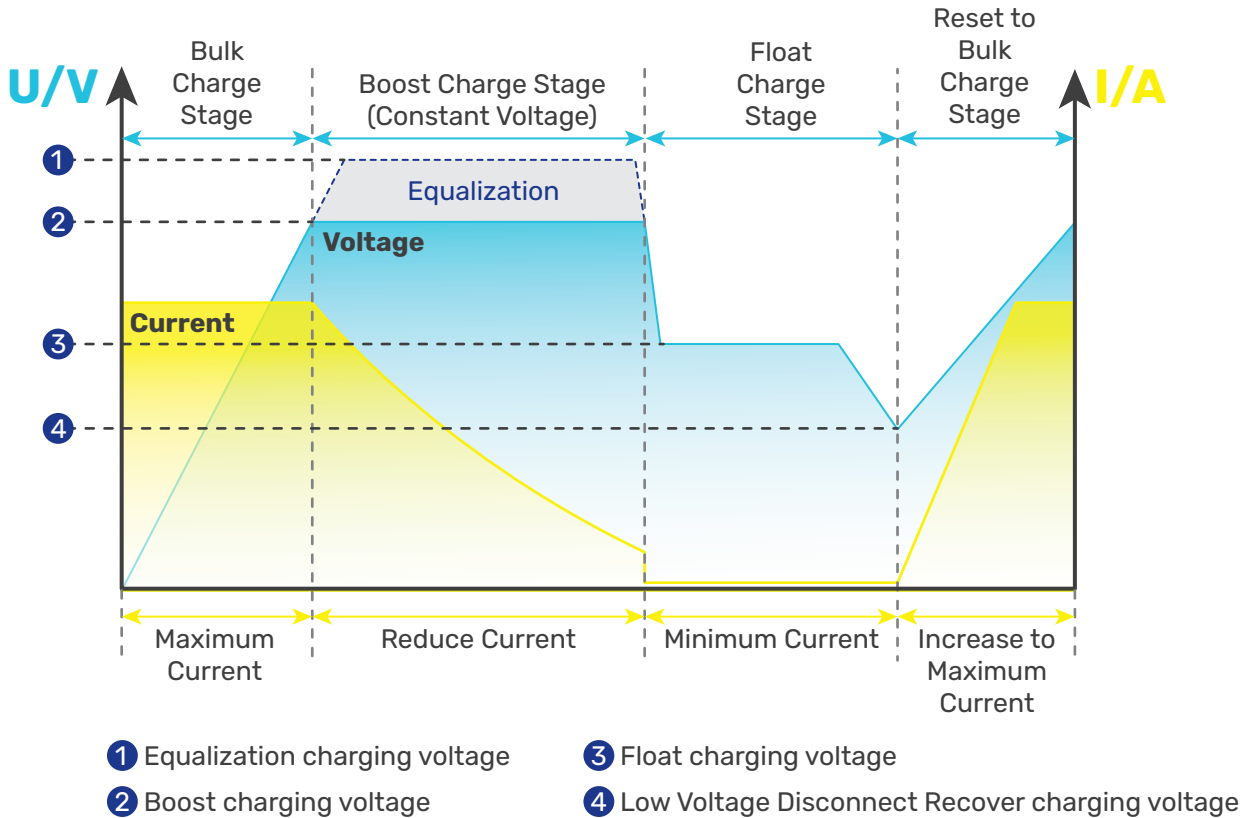 Bulk
Charge
Stage
Boost Charge Stage
(Constant Voltage)
Float
Charge
Stage
Reset to
Bulk
Charge
Stage
U/V
I/A
1
Equalization
2
Voltage
Current
3
4
Maximum
Current
Reduce Current
Minimum Current
Increase to
Maximum
Current
1 Equalization charging voltage
2 Boost charging voltage
3 Float charging voltage
4 Low Voltage Disconnect Recover charging voltage